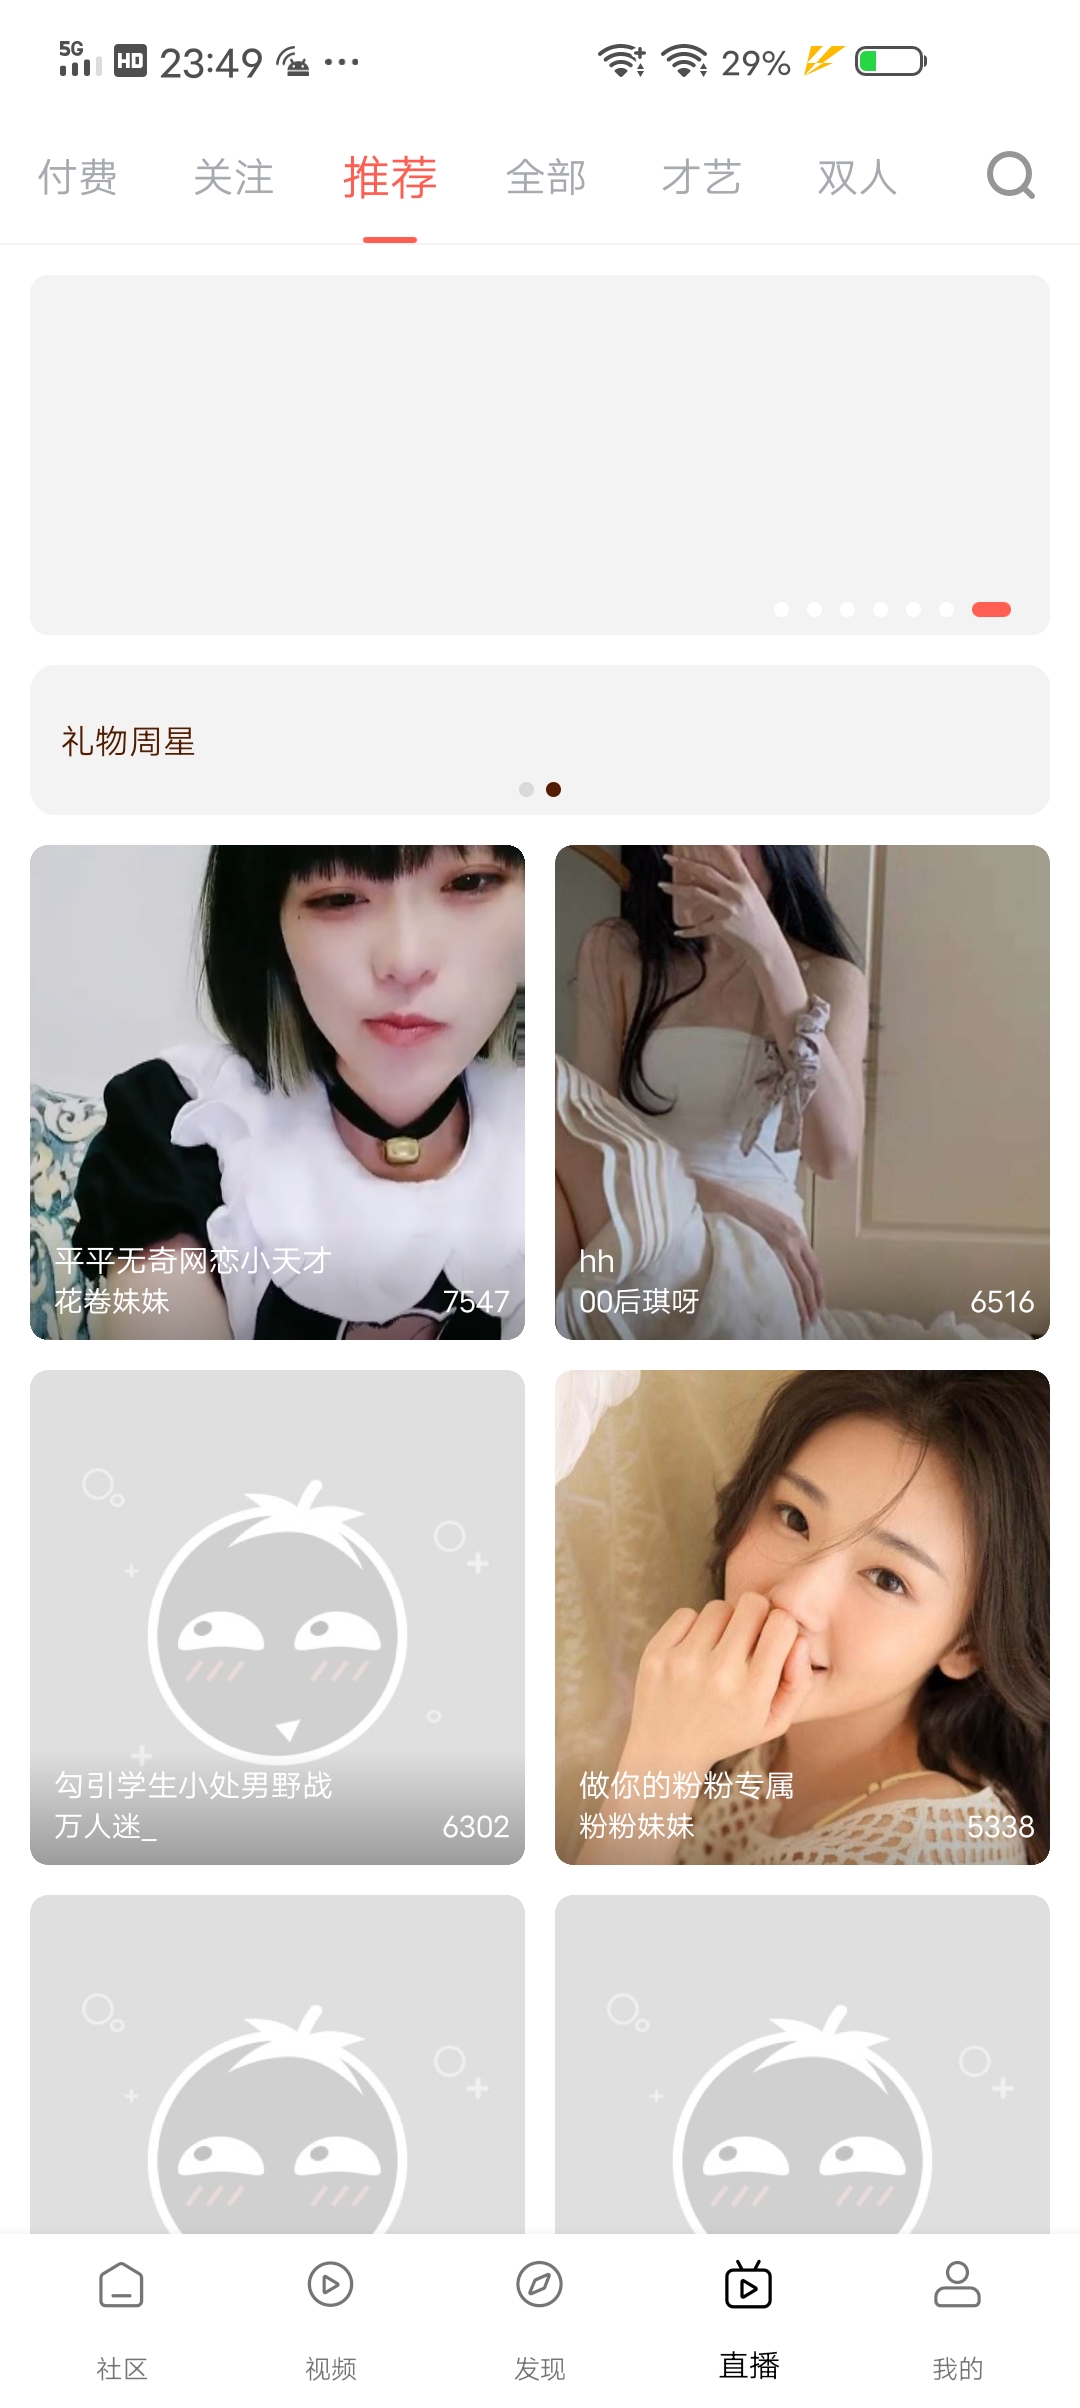 5G HD 23:49 ... 29%
付费 关注 推荐 全部 才艺 双人
礼物周星
平平无奇网恋小天才
花卷妹妹 7547
hh
00后琪呀 6516
勾引学生小处男野战
万人迷_ 6302
做你的粉粉专属
粉粉妹妹 5338
社区 视频 发现 直播 我的